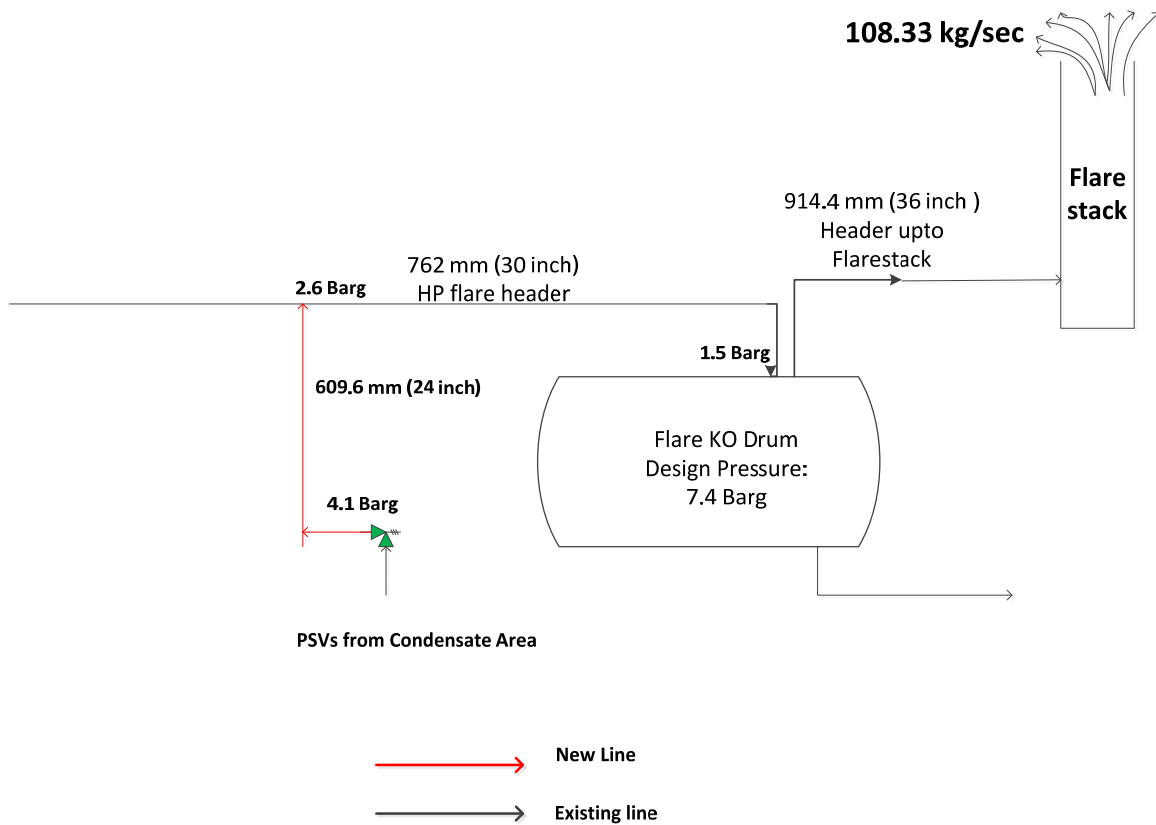 108.33 kg/sec
Flare
stack
914.4 mm (36 inch )
Header upto
Flarestack
762 mm (30 inch)
HP flare header
2.6 Barg
1.5 Barg
609.6 mm (24 inch)
Flare KO Drum
Design Pressure:
7.4 Barg
4.1 Barg
PSVs from Condensate Area
New Line
Existing line